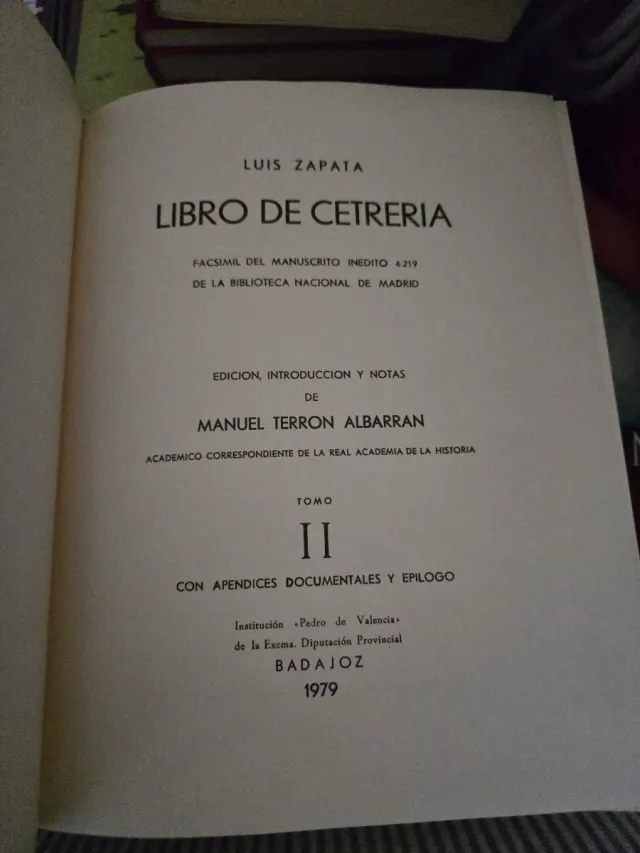 LUIS ZAPATA
LIBRO DE CETRERIA
FACSIMIL DEL MANUSCRITO INEDITO 4.219
DE LA BIBLIOTECA NACIONAL DE MADRID
EDICION, INTRODUCCION Y NOTAS
DE
MANUEL TERRON ALBARRAN
ACADEMICO CORRESPONDIENTE DE LA REAL ACADEMIA DE LA HISTORIA
TOMO
II
CON APENDICES DOCUMENTALES Y EPILOGO
Institución «Pedro de Valencia»
de la Excma. Diputación Provincial
BADAJOZ
1979